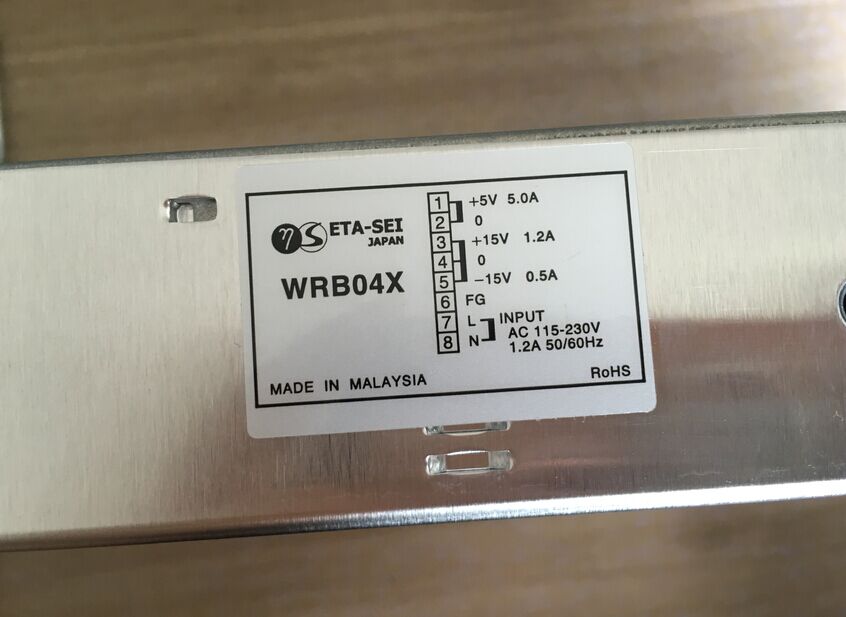 ηS ETA-SEI
JAPAN
WRB04X
1 +5V 5.0A
2 0
3 +15V 1.2A
4 0
5 -15V 0.5A
6 FG
7 L INPUT
AC 115-230V
8 N 1.2A 50/60Hz
MADE IN MALAYSIA
RoHS